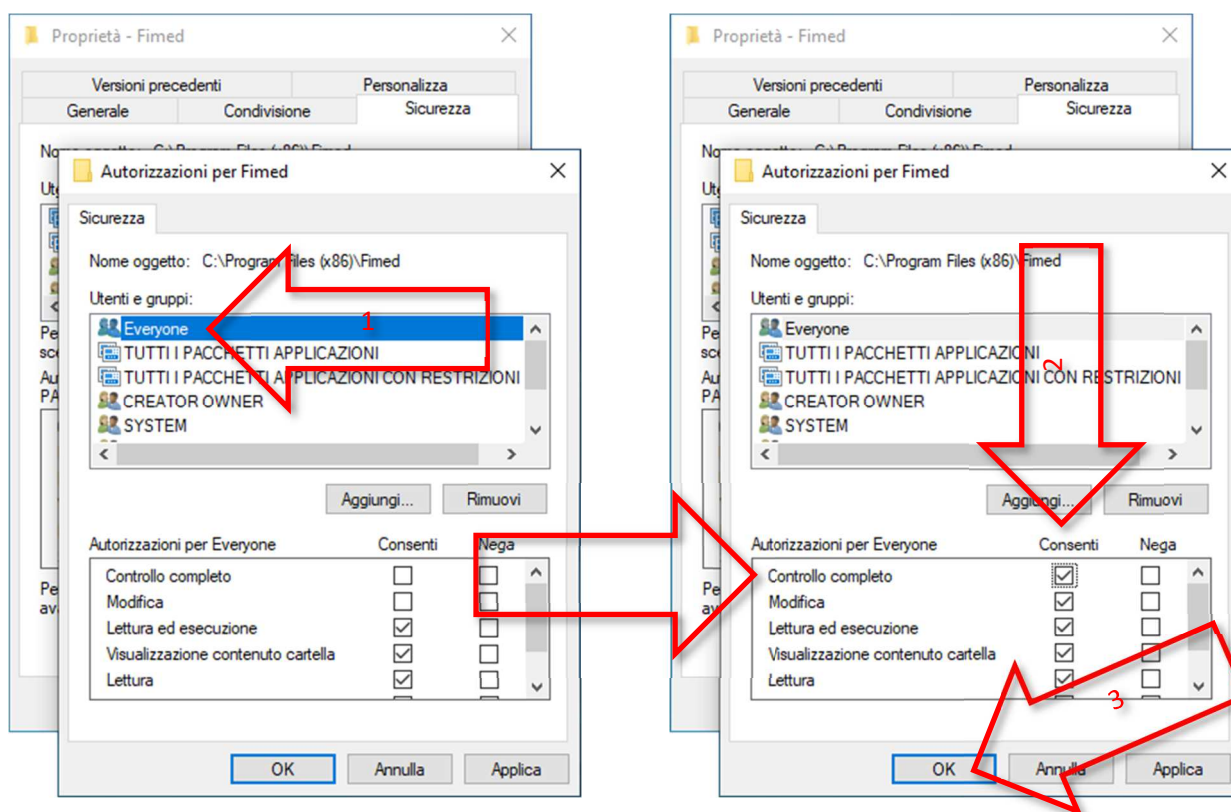 Proprietà - Fimed
Versioni precedenti Personalizza
Generale Condivisione Sicurezza
Autorizzazioni per Fimed
Sicurezza
Nome oggetto: C:\Program Files (x86)\Fimed
Utenti e gruppi:
Everyone
TUTTI I PACCHETTI APPLICAZIONI
TUTTI I PACCHETTI APPLICAZIONI CON RESTRIZIONI
CREATOR OWNER
SYSTEM
1
Aggiungi... Rimuovi
Autorizzazioni per Everyone Consenti Nega
Controllo completo
Modifica
Lettura ed esecuzione
Visualizzazione contenuto cartella
Lettura
OK Annulla Applica
Proprietà - Fimed
Versioni precedenti Personalizza
Generale Condivisione Sicurezza
Autorizzazioni per Fimed
Sicurezza
Nome oggetto: C:\Program Files (x86)\Fimed
Utenti e gruppi:
Everyone
TUTTI I PACCHETTI APPLICAZIONI
TUTTI I PACCHETTI APPLICAZIONI CON RESTRIZIONI
CREATOR OWNER
SYSTEM
2
Aggiungi... Rimuovi
Autorizzazioni per Everyone Consenti Nega
Controllo completo
Modifica
Lettura ed esecuzione
Visualizzazione contenuto cartella
Lettura
3
OK Annulla Applica